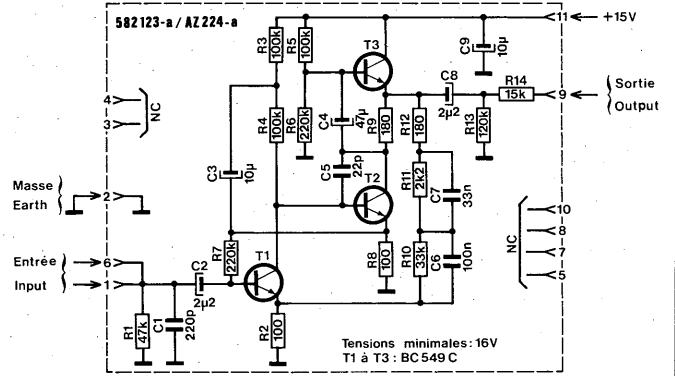 582123-a / AZ 224-a
11
+15V
R3
100k
R5
100k
T3
C9
10µ
C8
2µ2
R14
15k
9
Sortie
Output
4
3
NC
R4
100k
R6
220k
C4
47µ
R9
180
R12
180
R13
120k
C3
10µ
C5
22p
T2
R11
2k2
C7
33n
Masse
Earth
2
10
8
7
5
NC
R7
220k
T1
R8
100
R10
33k
C6
100n
Entrée
Input
6
1
C2
2µ2
R1
47k
C1
220p
R2
100
Tensions minimales: 16V
T1 à T3 : BC 549 C